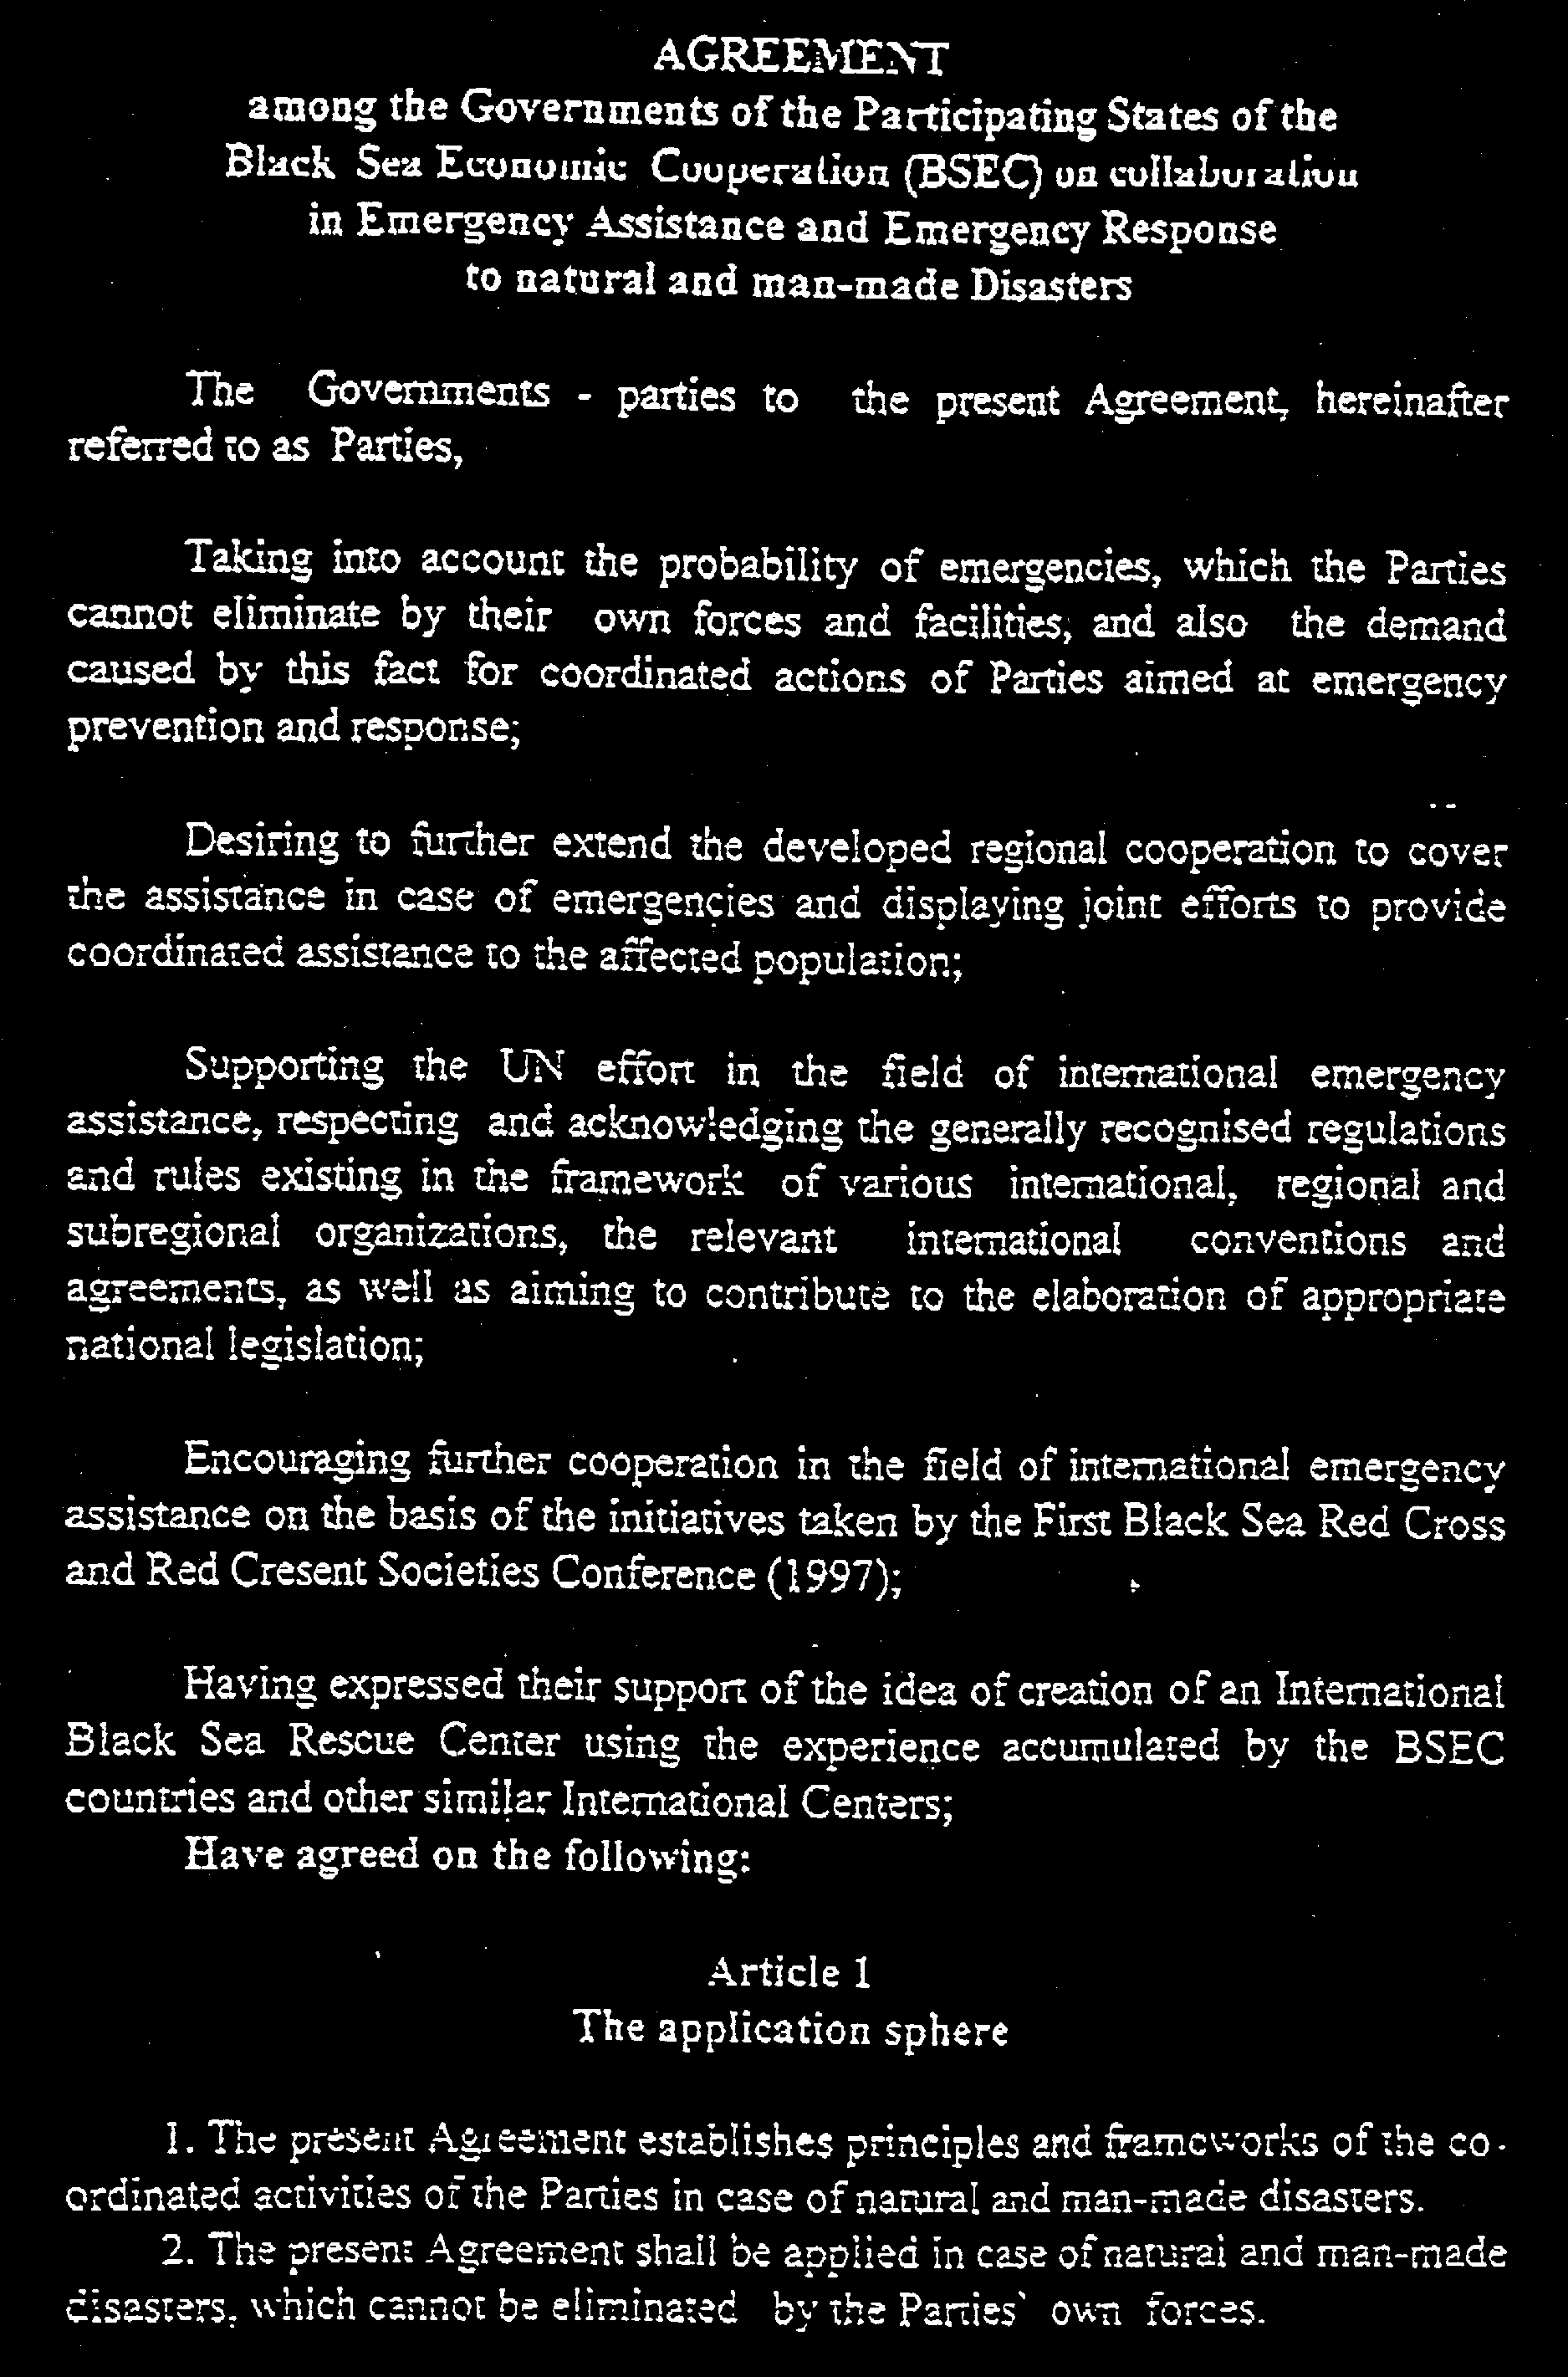 AGREEMENT
among the Governments of the Participating States of the
Black Sea Economic Cooperation (BSEC) on collaboration
in Emergency Assistance and Emergency Response
to natural and man-made Disasters
The Governments - parties to the present Agreement, hereinafter
referred to as Parties,
Taking into account the probability of emergencies, which the Parties
cannot eliminate by their own forces and facilities, and also the demand
caused by this fact for coordinated actions of Parties aimed at emergency
prevention and response;
Desiring to further extend the developed regional cooperation to cover
the assistance in case of emergencies and displaying joint efforts to provide
coordinated assistance to the affected population;
Supporting the UN effort in the field of international emergency
assistance, respecting and acknowledging the generally recognised regulations
and rules existing in the framework of various international, regional and
subregional organizations, the relevant international conventions and
agreements, as well as aiming to contribute to the elaboration of appropriate
national legislation;
Encouraging further cooperation in the field of international emergency
assistance on the basis of the initiatives taken by the First Black Sea Red Cross
and Red Cresent Societies Conference (1997);
Having expressed their support of the idea of creation of an International
Black Sea Rescue Center using the experience accumulated by the BSEC
countries and other similar International Centers;
Have agreed on the following:
Article 1
The application sphere
1. The present Agreement establishes principles and frameworks of the co-
ordinated activities of the Parties in case of natural and man-made disasters.
2. The present Agreement shall be applied in case of natural and man-made
disasters, which cannot be eliminated by the Parties' own forces.